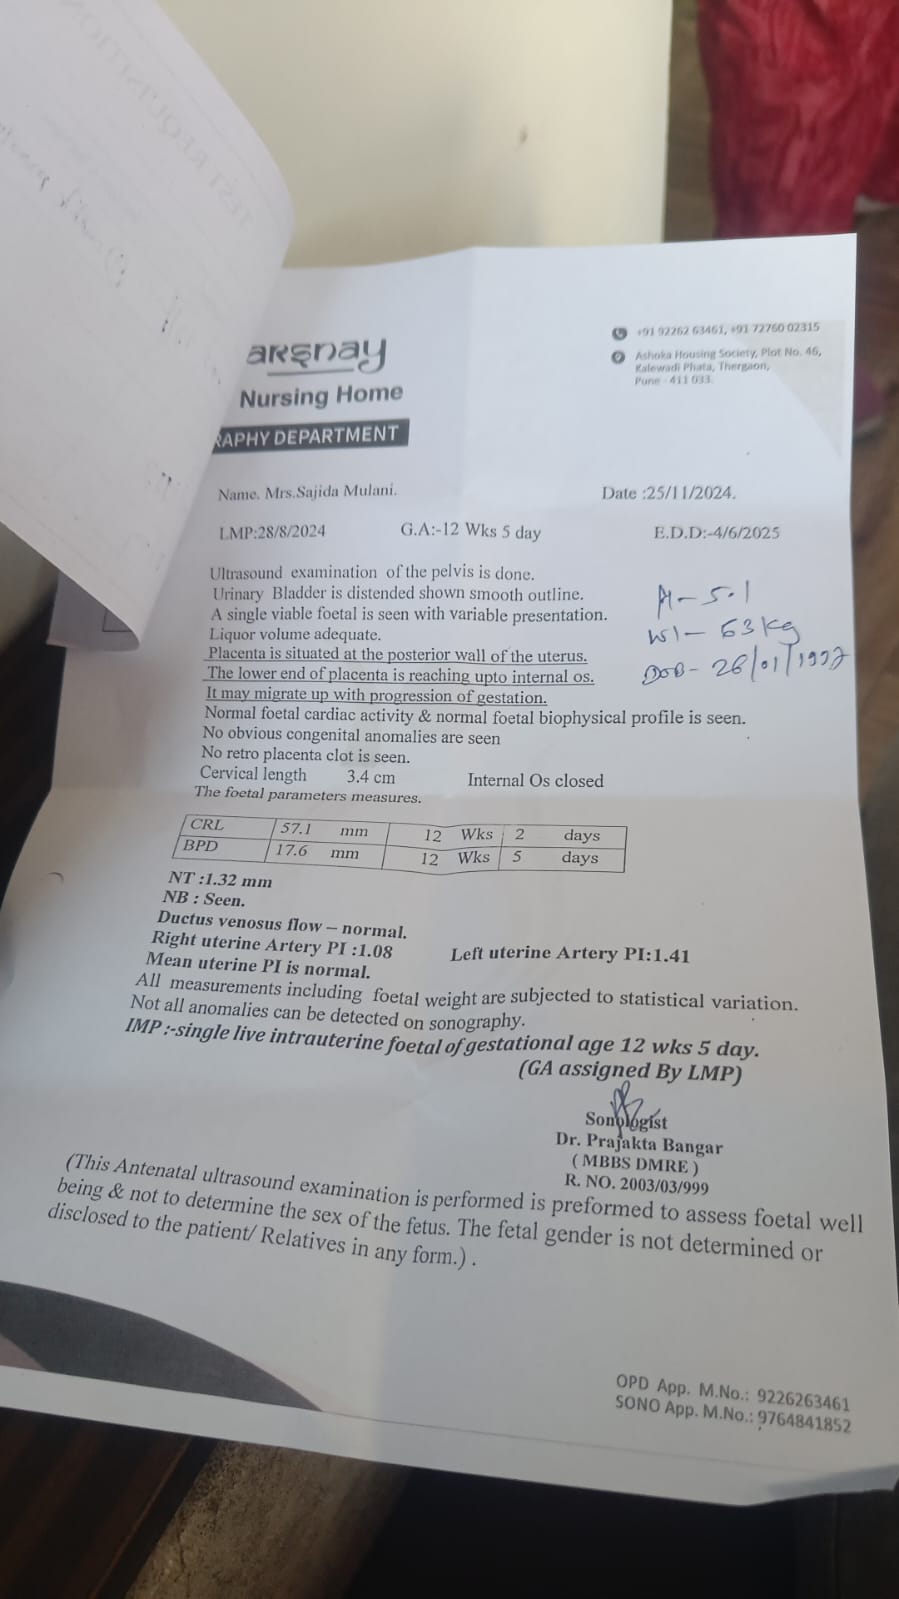 arsnay
Nursing Home
RAPHY DEPARTMENT
+91 92262 63461, +91 72760 02315
Ashoka Housing Society, Plot No. 46,
Kalewadi Phata, Thergaon,
Pune - 411 033.
Name. Mrs.Sajida Mulani.
Date :25/11/2024.
LMP:28/8/2024 G.A:-12 Wks 5 day E.D.D:-4/6/2025
Ultrasound examination of the pelvis is done.
Urinary Bladder is distended shown smooth outline.
A single viable foetal is seen with variable presentation.
Liquor volume adequate.
Placenta is situated at the posterior wall of the uterus.
The lower end of placenta is reaching upto internal os.
It may migrate up with progression of gestation.
H- 5.1
Wt- 63 kg
DOB- 26/01/1997
Normal foetal cardiac activity & normal foetal biophysical profile is seen.
No obvious congenital anomalies are seen
No retro placenta clot is seen.
Cervical length 3.4 cm Internal Os closed
The foetal parameters measures.
CRL 57.1 mm 12 Wks 2 days
BPD 17.6 mm 12 Wks 5 days
NT :1.32 mm
NB : Seen.
Ductus venosus flow – normal.
Right uterine Artery PI :1.08 Left uterine Artery PI:1.41
Mean uterine PI is normal.
All measurements including foetal weight are subjected to statistical variation.
Not all anomalies can be detected on sonography.
IMP :-single live intrauterine foetal of gestational age 12 wks 5 day.
(GA assigned By LMP)
Sonologist
Dr. Prajakta Bangar
( MBBS DMRE )
R. NO. 2003/03/999
(This Antenatal ultrasound examination is performed is preformed to assess foetal well
being & not to determine the sex of the fetus. The fetal gender is not determined or
disclosed to the patient/ Relatives in any form.) .
OPD App. M.No.: 9226263461
SONO App. M.No.: 9764841852